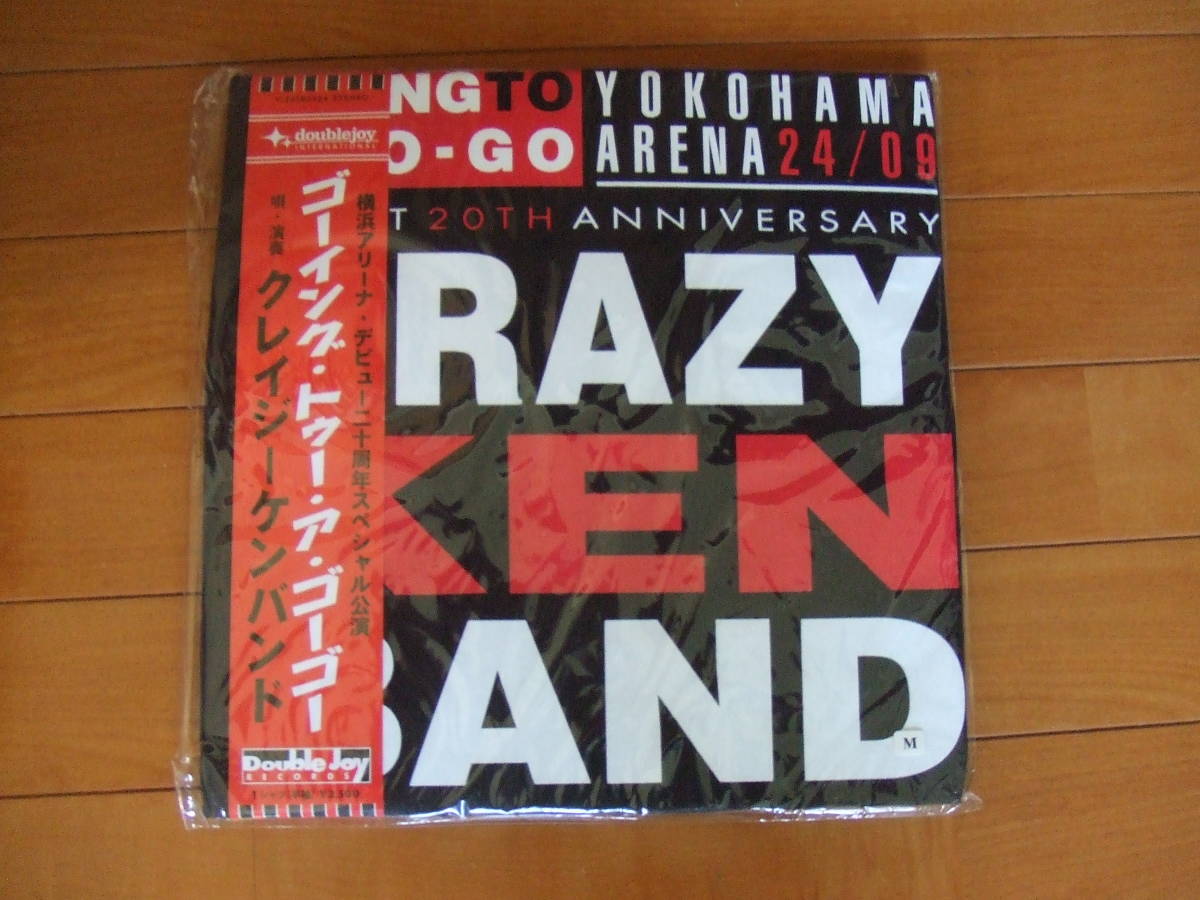 doublejoy
INTERNATIONAL
横浜アリーナ・デビュー二十周年スペシャル公演
ゴーイング・トゥー・ア・ゴーゴー
唄・演奏 クレイジーケンバンド
Double Joy
RECORDS
NGTO
O-GO
YOKOHAMA
ARENA 24/09
T 20TH ANNIVERSARY
RAZY
KEN
BAND
M